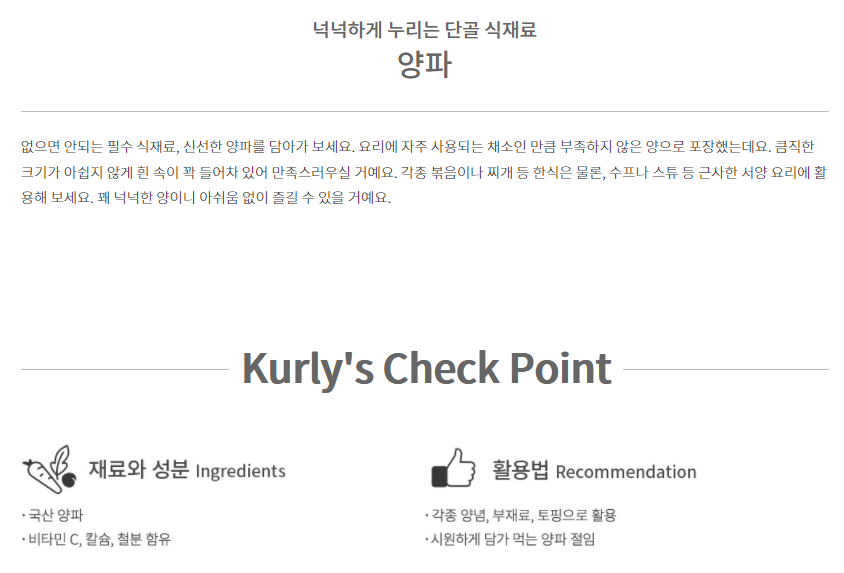 넉넉하게 누리는 단골 식재료
양파
없으면 안되는 필수 식재료, 신선한 양파를 담아가 보세요. 요리에 자주 사용되는 채소인 만큼 부족하지 않은 양으로 포장했는데요. 큼직한
크기가 아쉽지 않게 흰 속이 꽉 들어차 있어 만족스러우실 거예요. 각종 볶음이나 찌개 등 한식은 물론, 수프나 스튜 등 근사한 서양 요리에 활
용해 보세요. 꽤 넉넉한 양이니 아쉬움 없이 즐길 수 있을 거예요.
Kurly's Check Point
재료와 성분 Ingredients
· 국산 양파
· 비타민 C, 칼슘, 철분 함유
활용법 Recommendation
· 각종 양념, 부재료, 토핑으로 활용
· 시원하게 담가 먹는 양파 절임